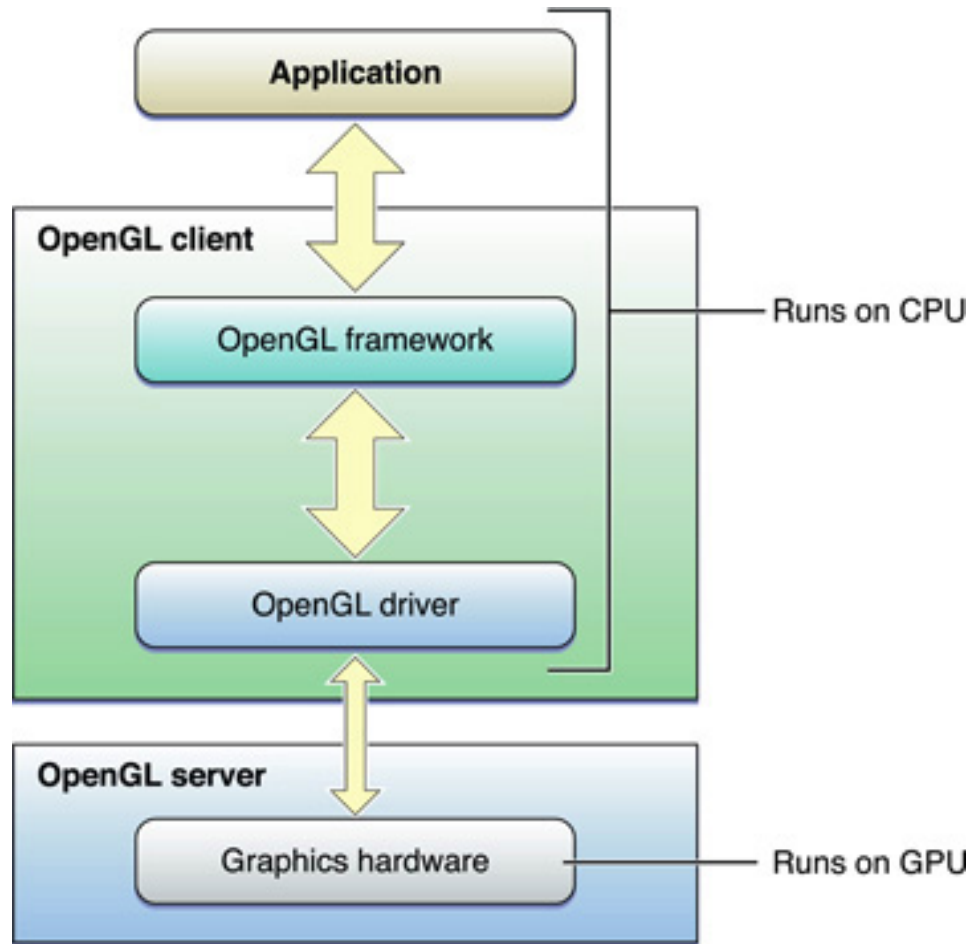 Application
OpenGL client
OpenGL framework
Runs on CPU
OpenGL driver
OpenGL server
Graphics hardware
Runs on GPU